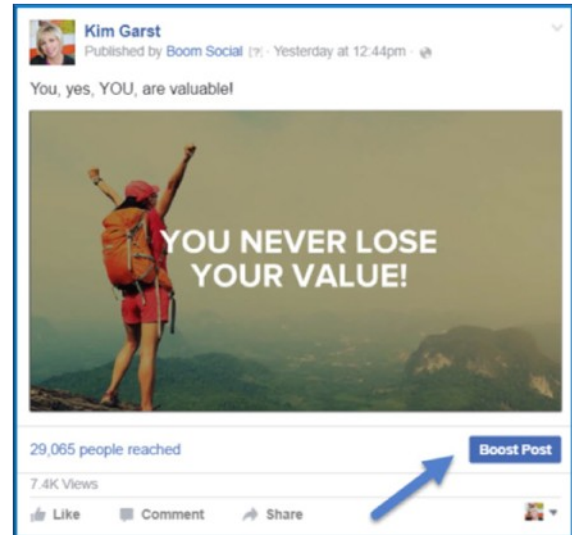 Kim Garst
Published by Boom Social [?] · Yesterday at 12:44pm ·
You, yes, YOU, are valuable!
YOU NEVER LOSE
YOUR VALUE!
29,065 people reached
Boost Post
7.4K Views
Like Comment Share